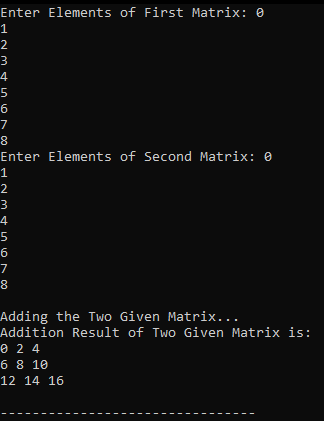 Enter Elements of First Matrix: 0
1
2
3
4
5
6
7
8
Enter Elements of Second Matrix: 0
1
2
3
4
5
6
7
8
Adding the Two Given Matrix...
Addition Result of Two Given Matrix is:
0 2 4
6 8 10
12 14 16
--------------------------------